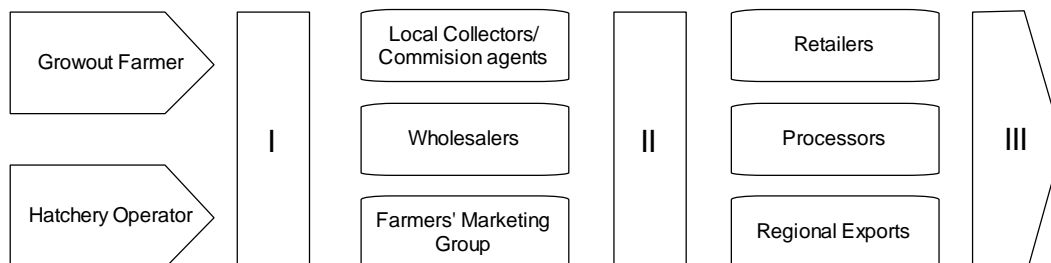 Growout Farmer
Hatchery Operator
I
Local Collectors/
Commision agents
Wholesalers
Farmers' Marketing
Group
II
Retailers
Processors
Regional Exports
III